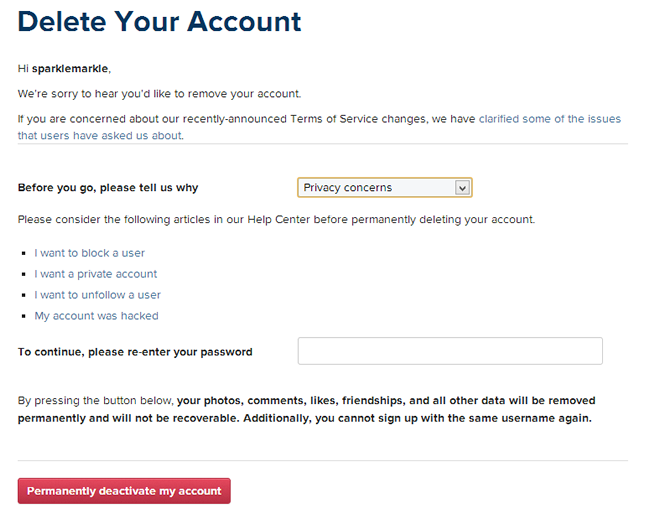 Delete Your Account
Hi sparklemarkle,
We're sorry to hear you'd like to remove your account.
If you are concerned about our recently-announced Terms of Service changes, we have clarified some of the issues
that users have asked us about.
Before you go, please tell us why
Privacy concerns
Please consider the following articles in our Help Center before permanently deleting your account.
I want to block a user
I want a private account
I want to unfollow a user
My account was hacked
To continue, please re-enter your password
By pressing the button below, your photos, comments, likes, friendships, and all other data will be removed
permanently and will not be recoverable. Additionally, you cannot sign up with the same username again.
Permanently deactivate my account